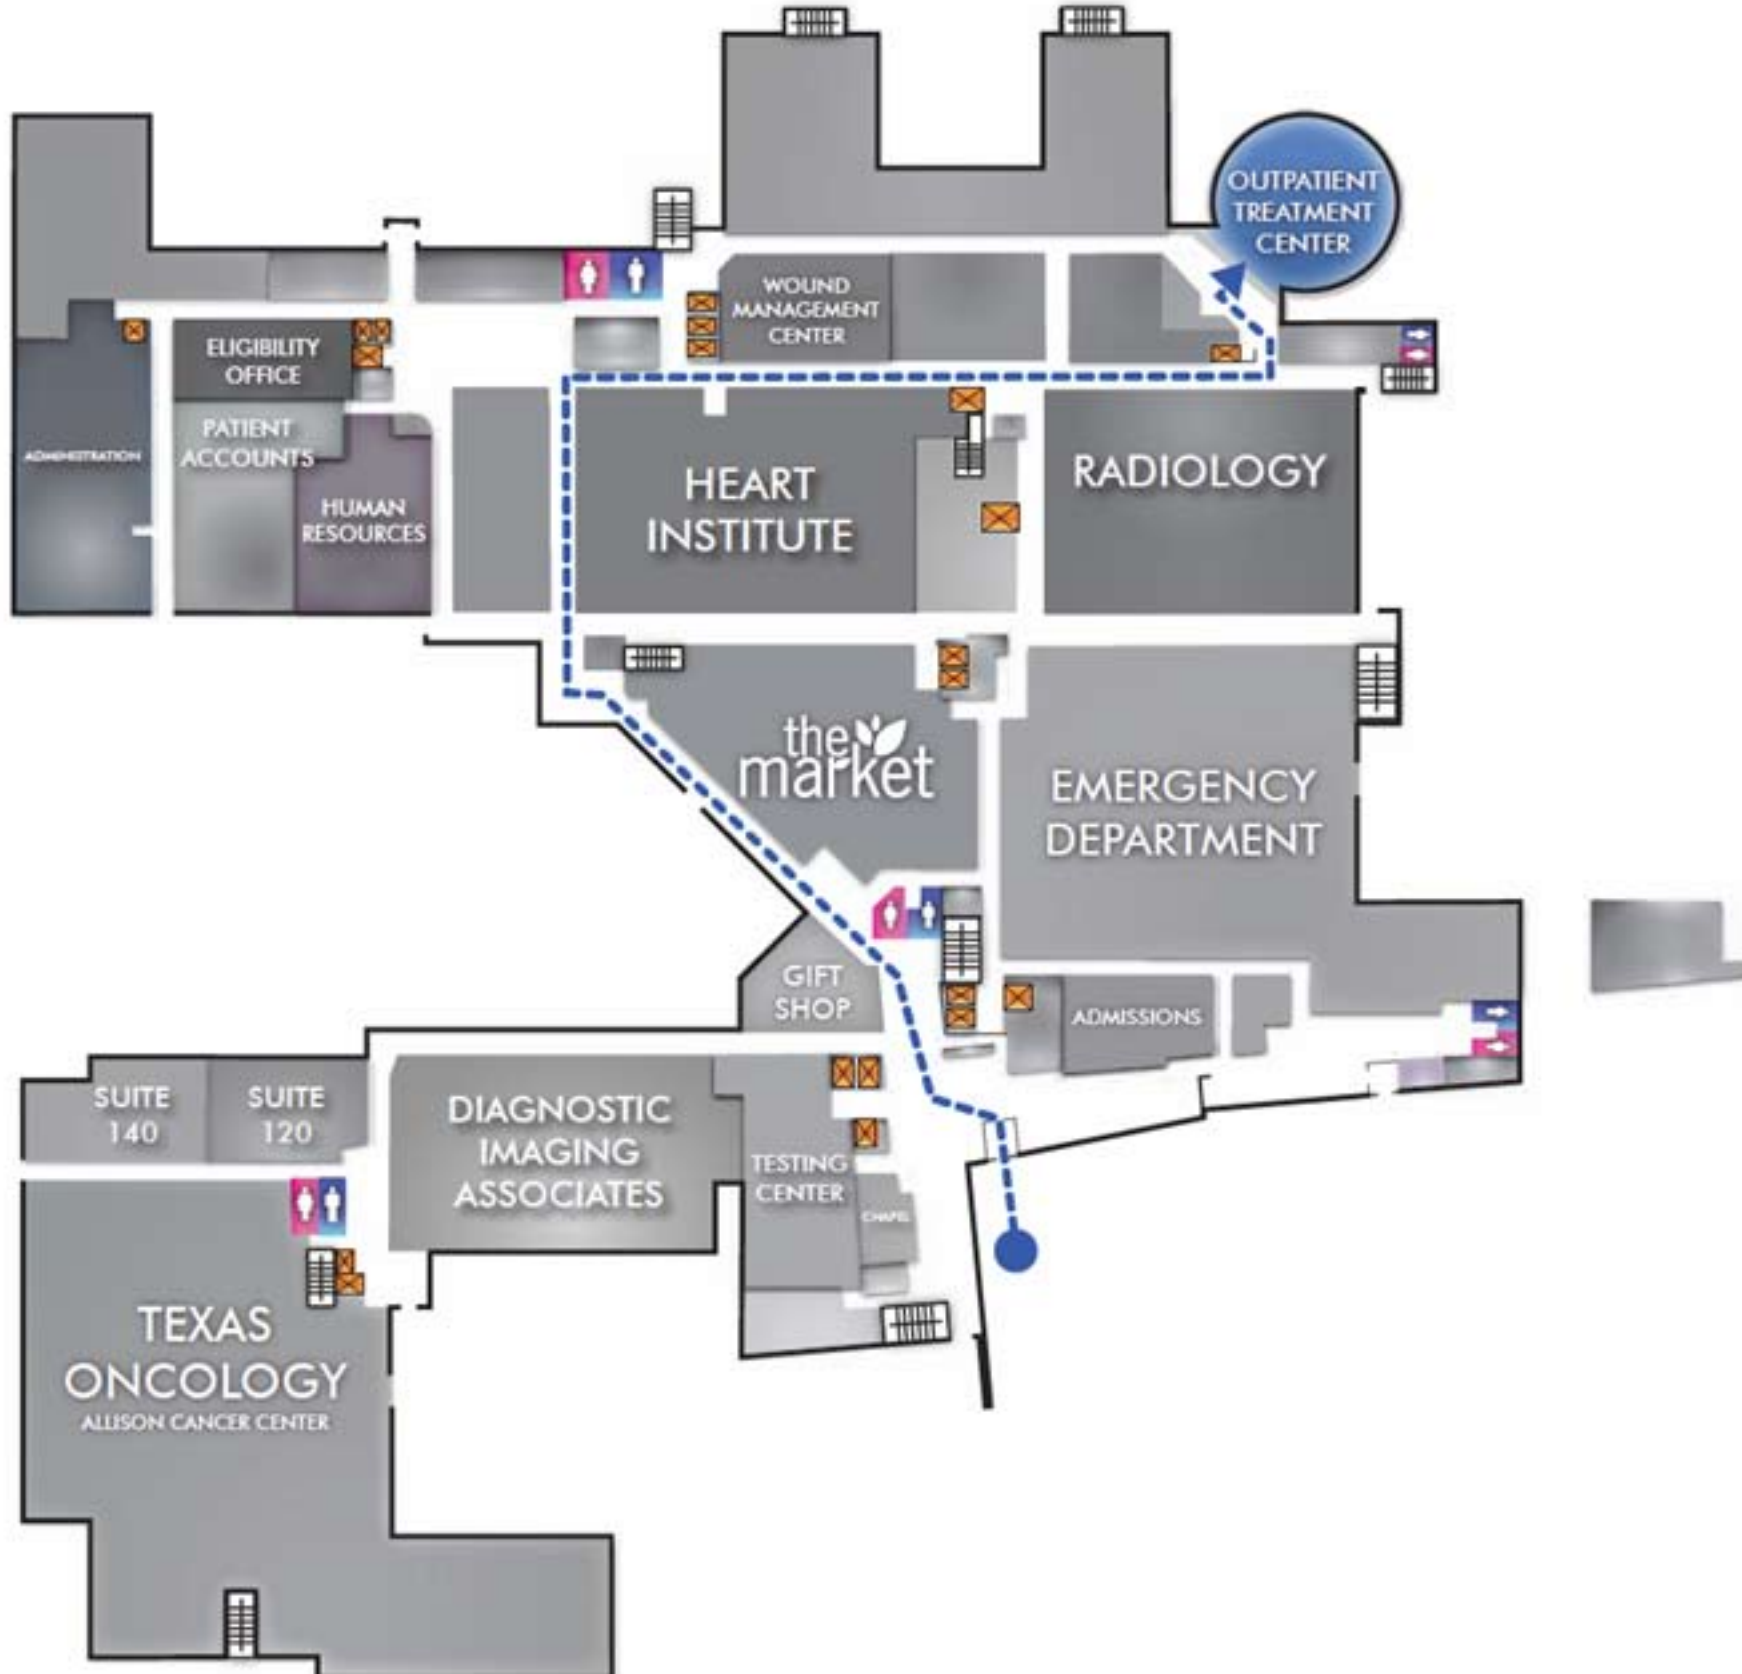 OUTPATIENT
TREATMENT
CENTER
WOUND
MANAGEMENT
CENTER
ELIGIBILITY
OFFICE
PATIENT
ACCOUNTS
ADMINISTRATION
HUMAN
RESOURCES
HEART
INSTITUTE
RADIOLOGY
the
market
EMERGENCY
DEPARTMENT
GIFT
SHOP
ADMISSIONS
SUITE
140
SUITE
120
DIAGNOSTIC
IMAGING
ASSOCIATES
TESTING
CENTER
CHAPEL
TEXAS
ONCOLOGY
ALLISON CANCER CENTER